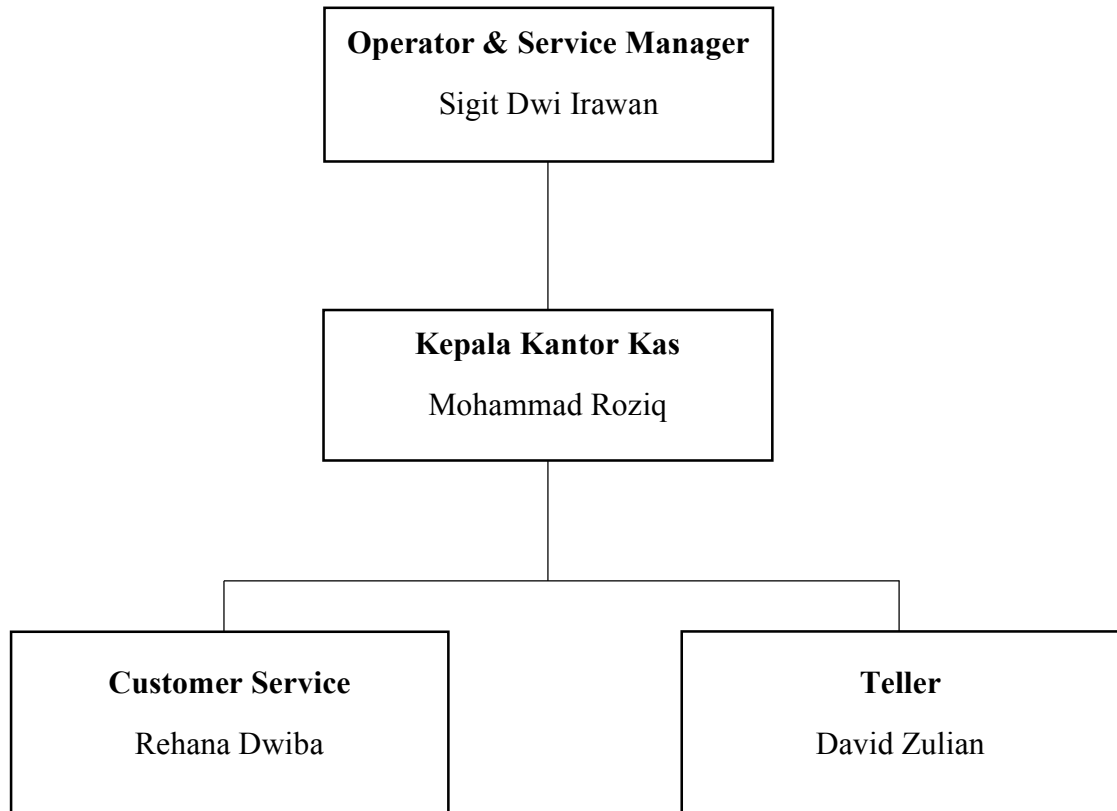 Operator & Service Manager
Sigit Dwi Irawan
Kepala Kantor Kas
Mohammad Roziq
Customer Service
Rehana Dwiba
Teller
David Zulian